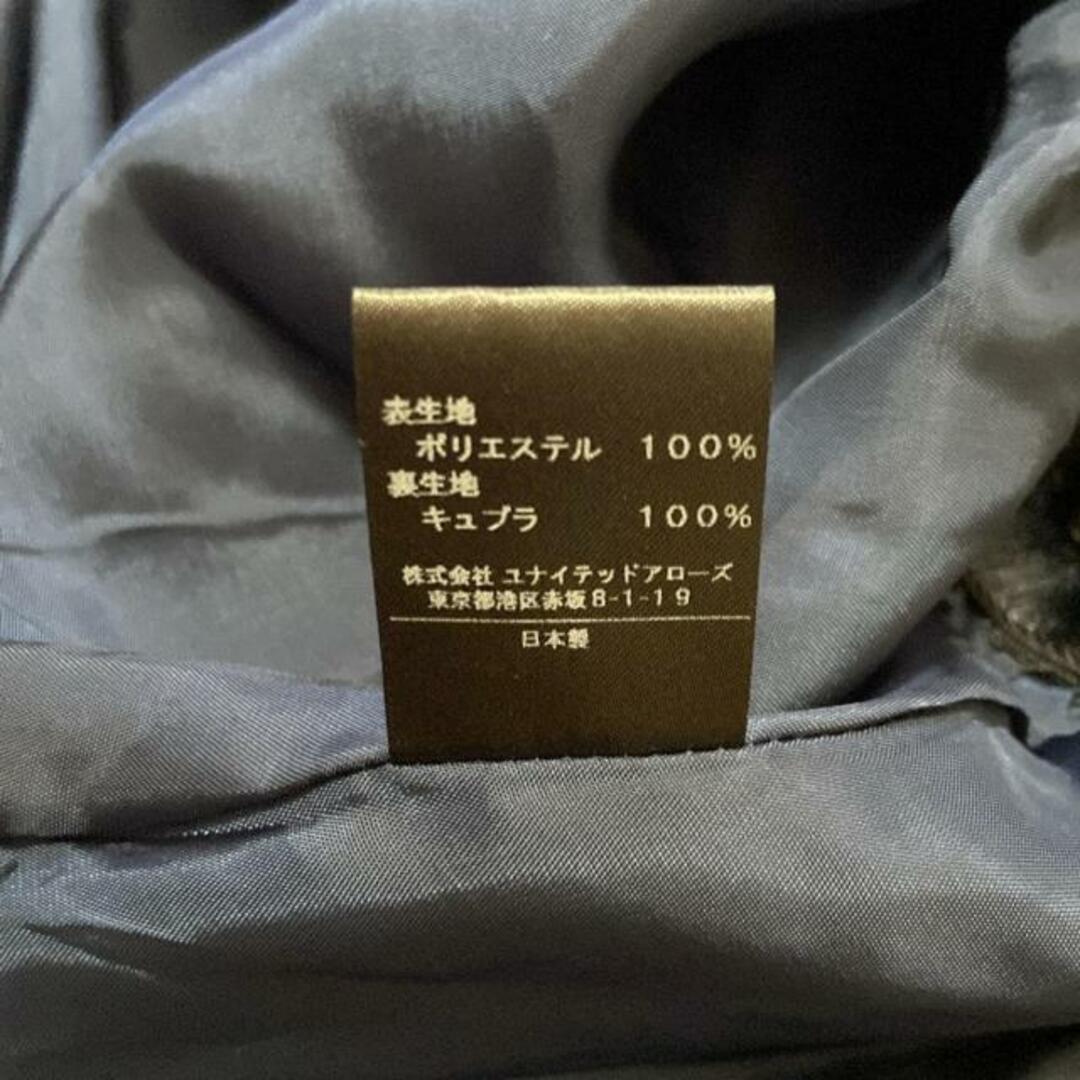 表生地
ポリエステル 100%
裏生地
キュプラ 100%
株式会社 ユナイテッドアローズ
東京都港区赤坂8-1-19
日本製